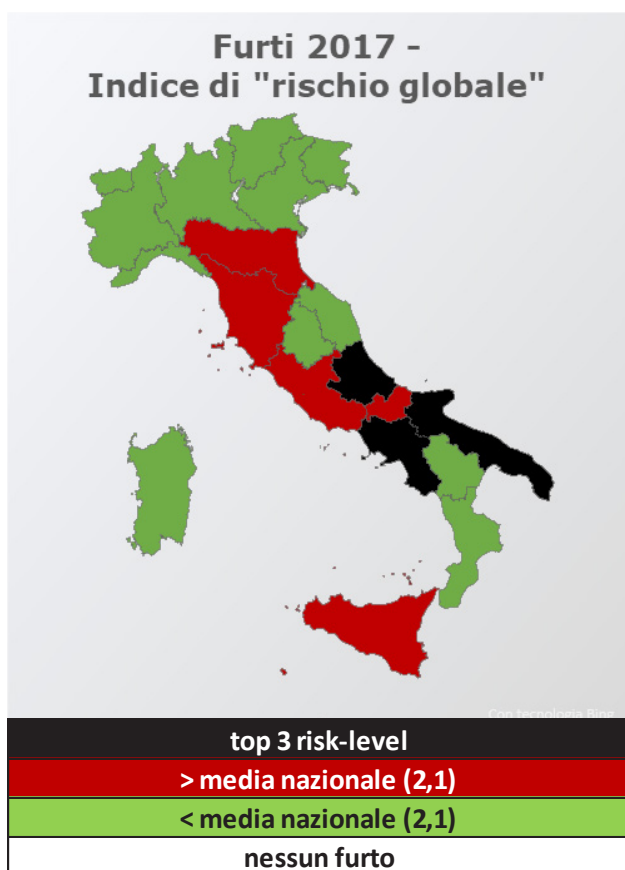 Furti 2017 -
Indice di "rischio globale"
Con tecnologia Bing
top 3 risk-level
> media nazionale (2,1)
< media nazionale (2,1)
nessun furto